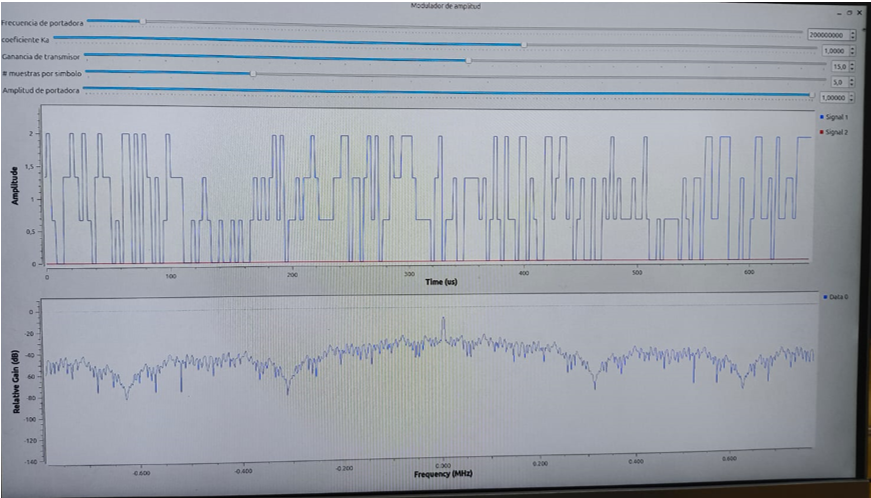 Modulador de amplitud
Frecuencia de portadora 200000000
coeficiente Ka 1,0000
Ganancia de transmisor 15,0
# muestras por simbolo 5,0
Amplitud de portadora 1,00000
Signal 1
Signal 2
Amplitude
2
1,5
1
0,5
0
0 100 200 300 400 500 600
Time (us)
Data 0
Relative Gain (dB)
0
-20
-40
-60
-80
-100
-120
-140
-0.600 -0.400 -0.200 0.000 0.200 0.400 0.600
Frequency (MHz)